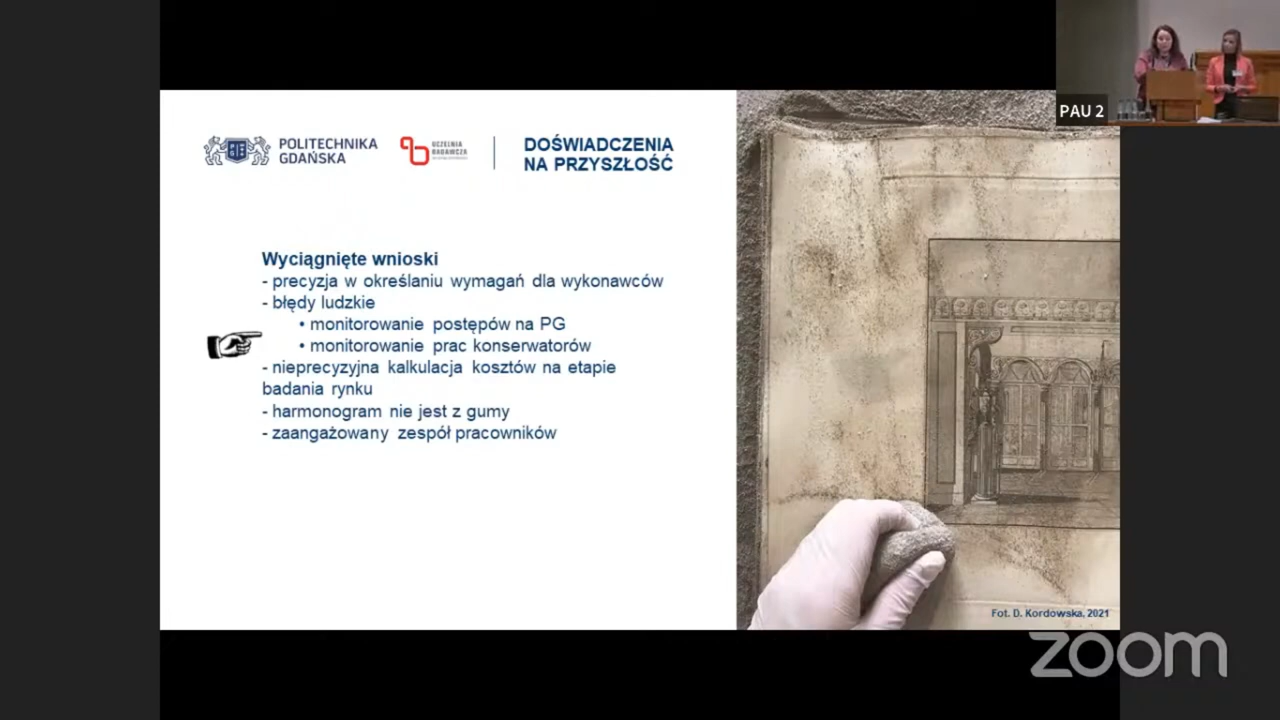 PAU 2
POLITECHNIKA
GDAŃSKA
UCZELNIA
BADAWCZA
DOŚWIADCZENIA
NA PRZYSZŁOŚĆ
Wyciągnięte wnioski
- precyzja w określaniu wymagań dla wykonawców
- błędy ludzkie
• monitorowanie postępów na PG
• monitorowanie prac konserwatorów
- nieprecyzyjna kalkulacja kosztów na etapie
badania rynku
- harmonogram nie jest z gumy
- zaangażowany zespół pracowników
Fot. D. Kordowska, 2021
zoom